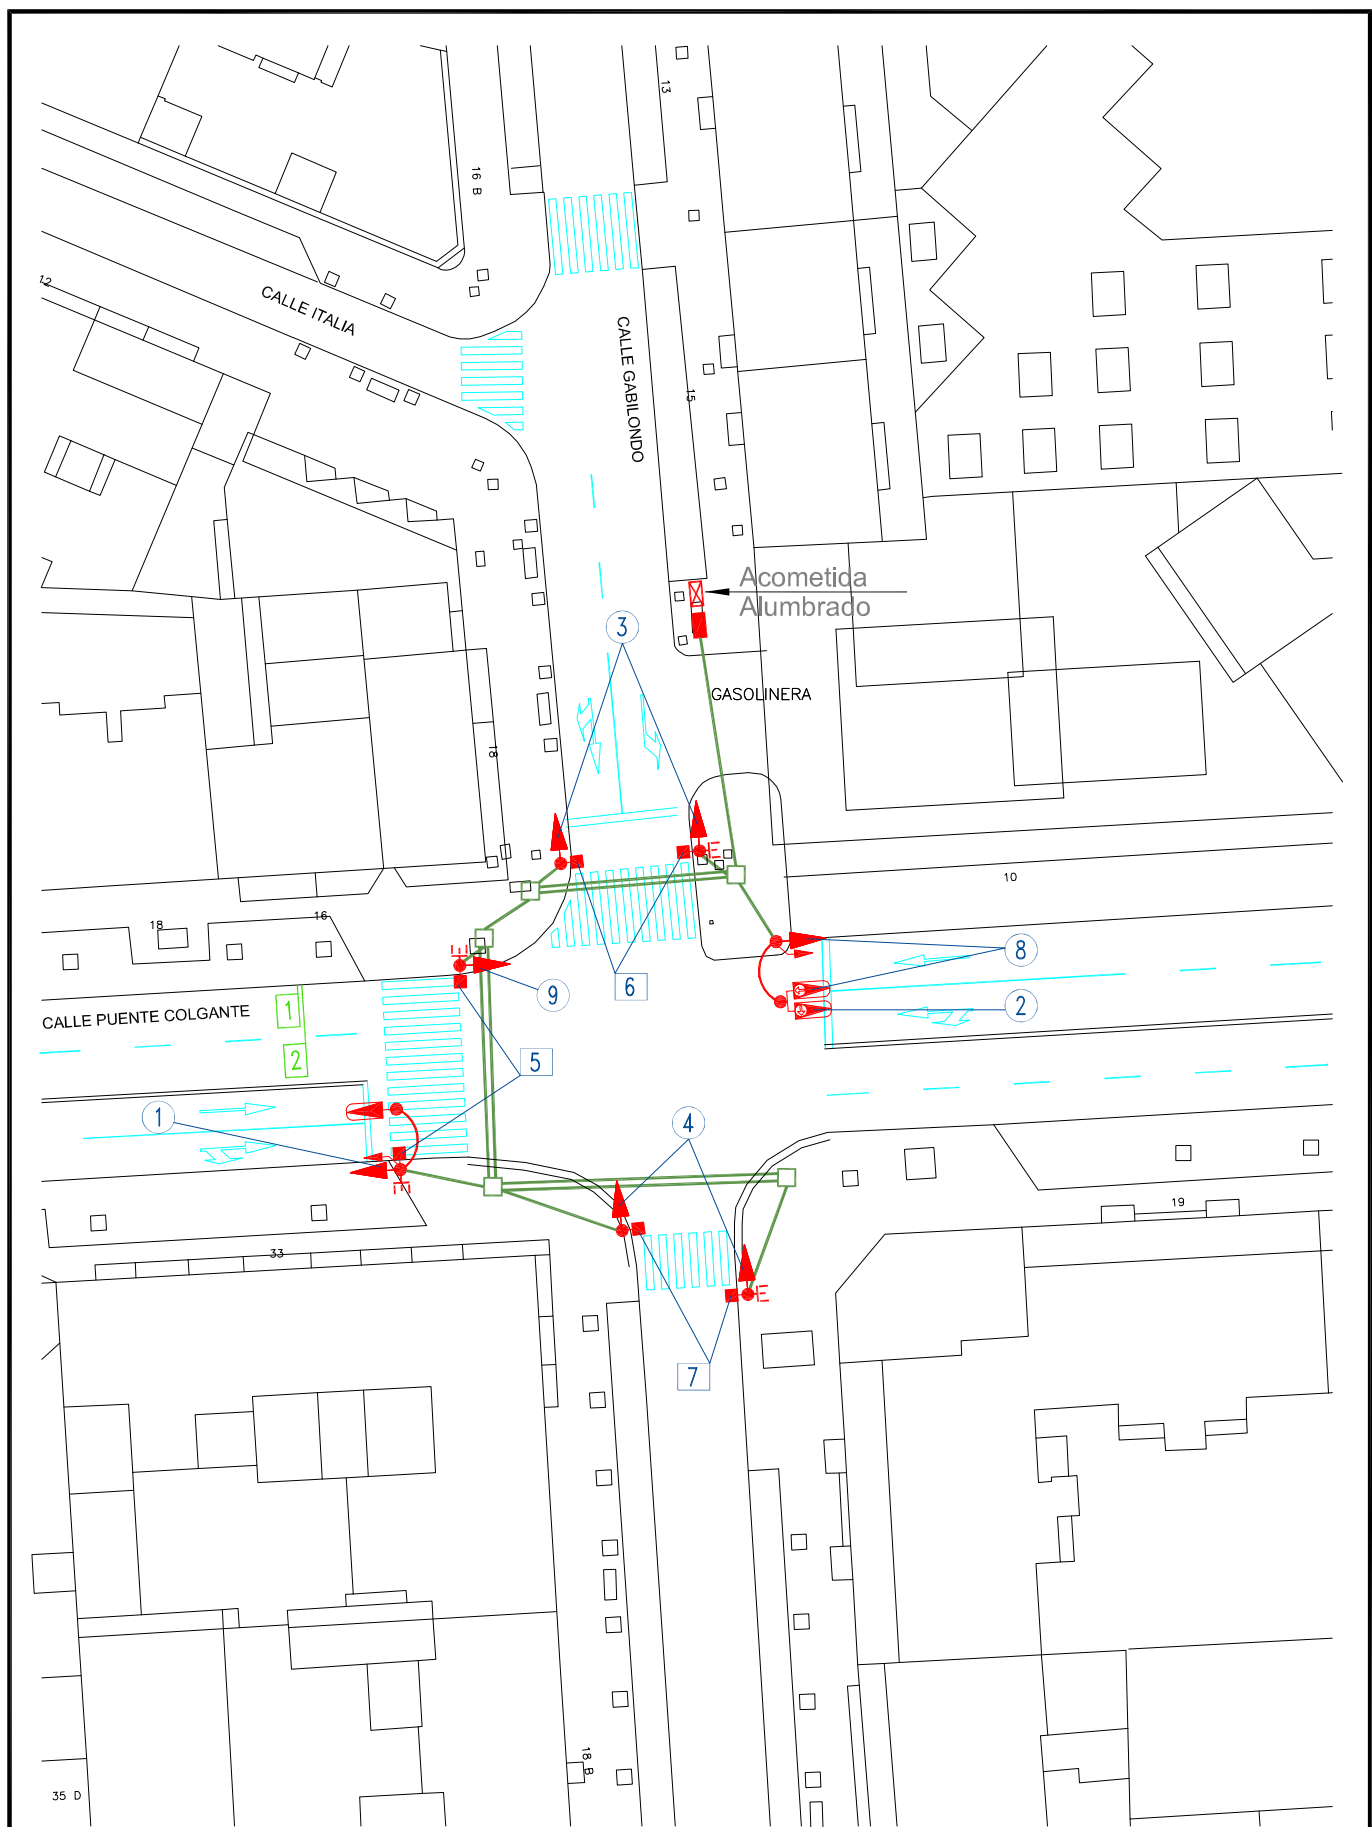 13
16 B
12
CALLE ITALIA
CALLE GABILONDO
15
Acometida
Alumbrado
3
GASOLINERA
18
10
18
16
8
9
6
2
CALLE PUENTE COLGANTE
1
2
5
1
4
E
E
E
E
19
33
7
18 B
35 D